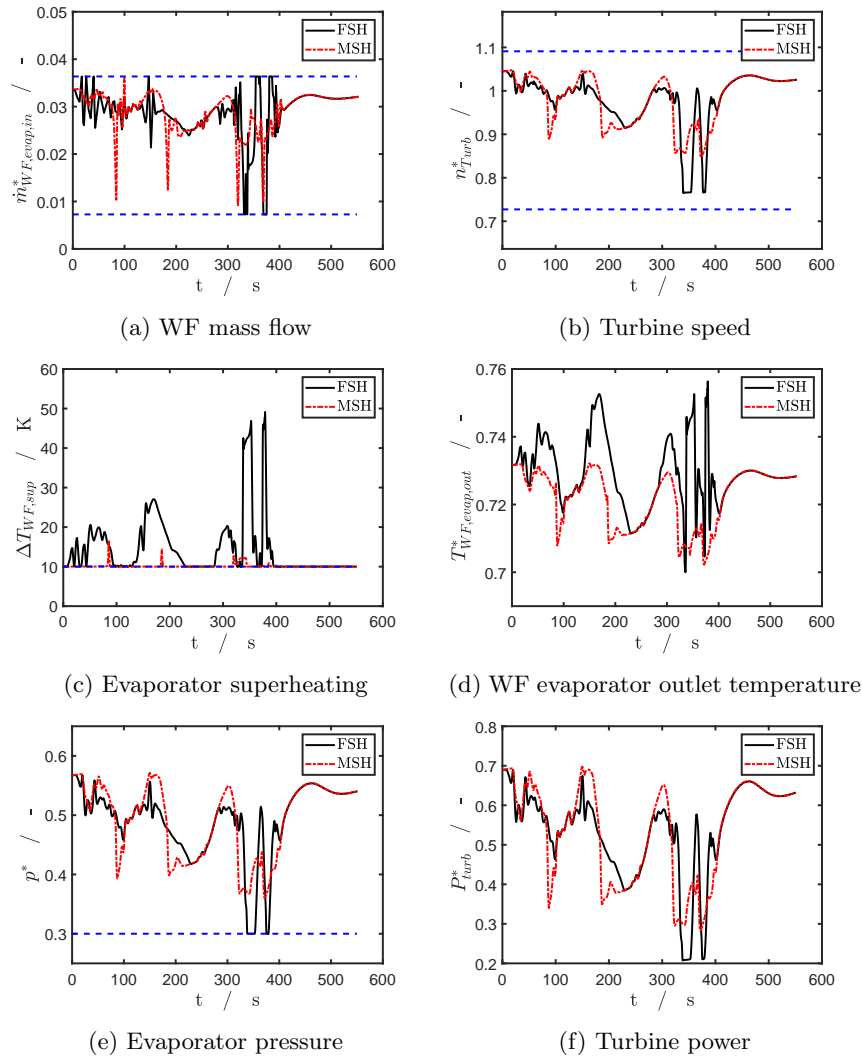 0.05
0.04
0.03
0.02
0.01
0
0 100 200 300 400 500 600
ṁ*WF,evap,in / -
t / s
FSH
MSH
(a) WF mass flow
1.1
1
0.9
0.8
0.7
0 100 200 300 400 500 600
n*Turb / -
t / s
FSH
MSH
(b) Turbine speed
60
50
40
30
20
10
0
0 100 200 300 400 500 600
ΔTWF,sup / K
t / s
FSH
MSH
(c) Evaporator superheating
0.76
0.74
0.72
0.7
0 100 200 300 400 500 600
T*WF,evap,out / -
t / s
FSH
MSH
(d) WF evaporator outlet temperature
0.6
0.5
0.4
0.3
0 100 200 300 400 500 600
p* / -
t / s
FSH
MSH
(e) Evaporator pressure
0.8
0.7
0.6
0.5
0.4
0.3
0.2
0 100 200 300 400 500 600
P*turb / -
t / s
FSH
MSH
(f) Turbine power